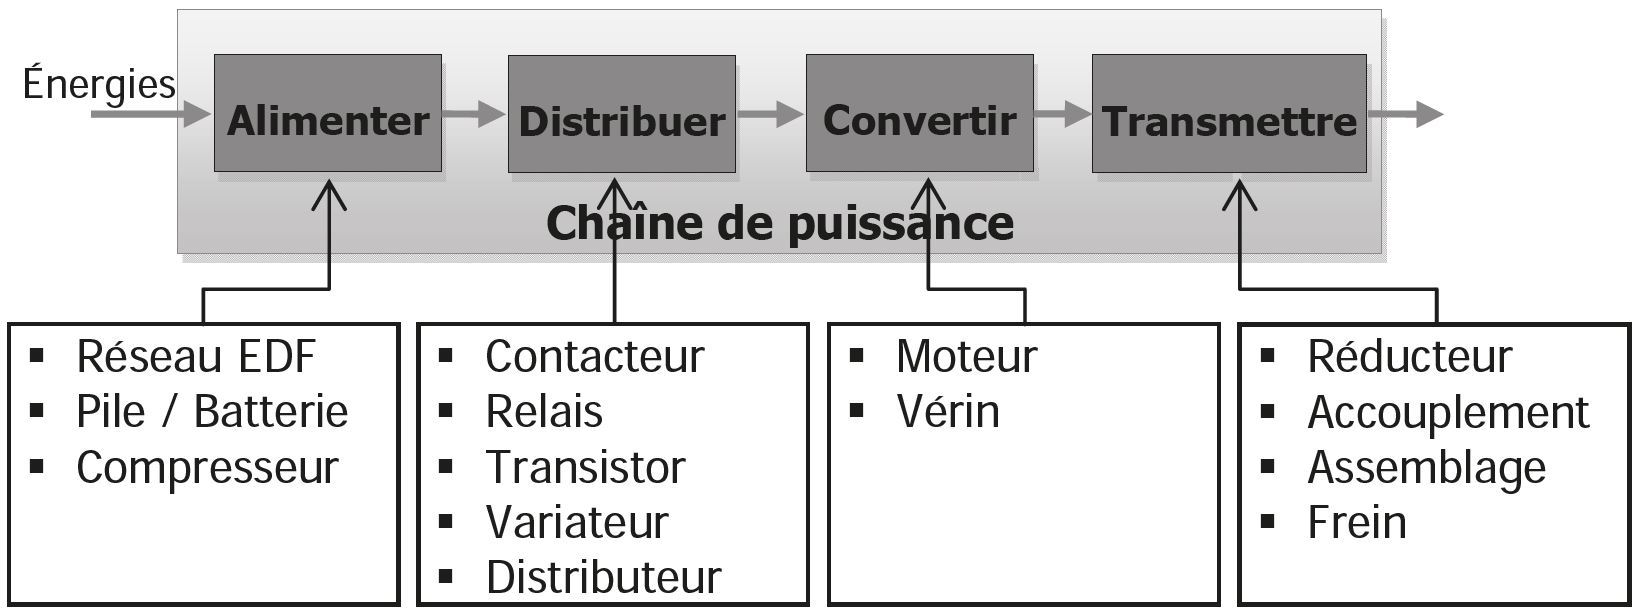 Énergies
Alimenter
Distribuer
Convertir
Transmettre
Chaîne de puissance
▪ Réseau EDF
▪ Pile / Batterie
▪ Compresseur
▪ Contacteur
▪ Relais
▪ Transistor
▪ Variateur
▪ Distributeur
▪ Moteur
▪ Vérin
▪ Réducteur
▪ Accouplement
▪ Assemblage
▪ Frein